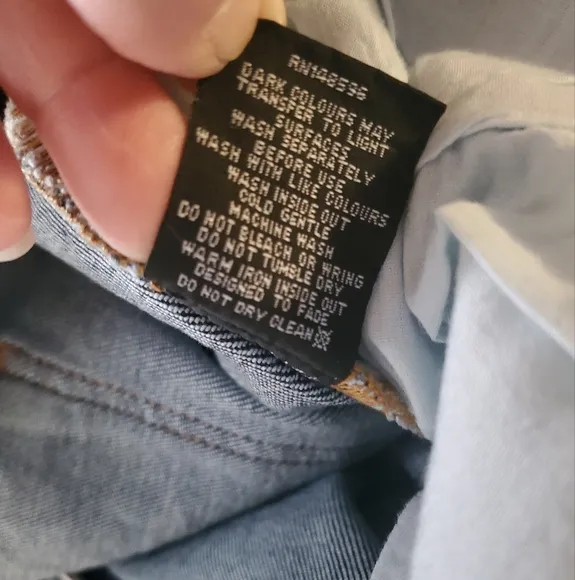 RN148596
DARK COLOURS MAY
TRANSFER TO LIGHT
SURFACES
WASH SEPARATELY
BEFORE USE
WASH WITH LIKE COLOURS
WASH INSIDE OUT
COLD GENTLE
MACHINE WASH
DO NOT BLEACH OR WRING
DO NOT TUMBLE DRY
WARM IRON INSIDE OUT
DESIGNED TO FADE
DO NOT DRY CLEAN